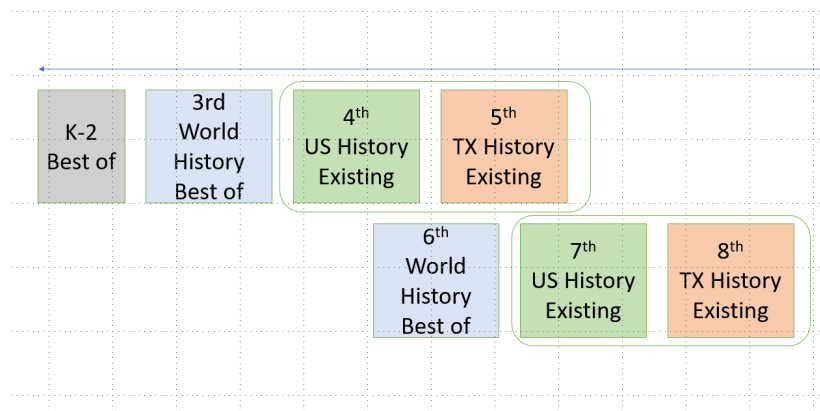 K-2
Best of
3rd
World
History
Best of
4th
US History
Existing
5th
TX History
Existing
6th
World
History
Best of
7th
US History
Existing
8th
TX History
Existing